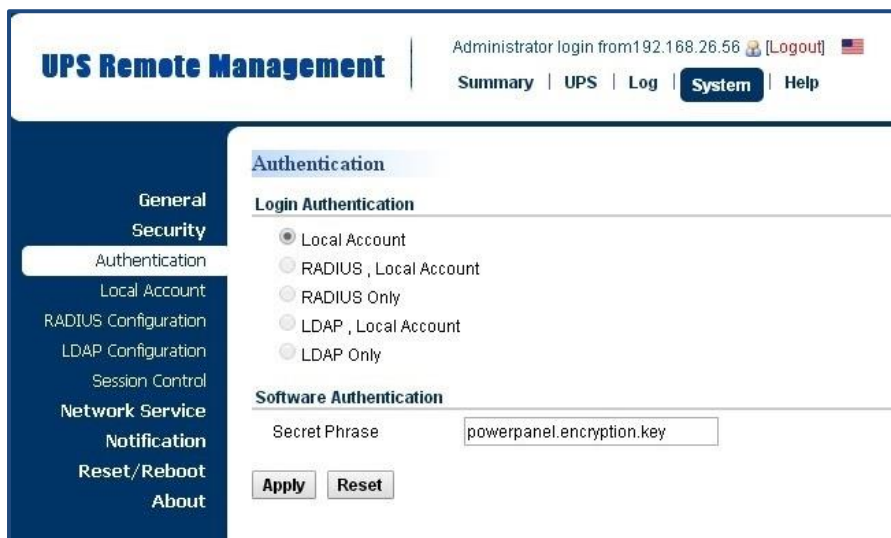 UPS Remote Management
Administrator login from192.168.26.56 [Logout]
Summary | UPS | Log | System | Help
General
Security
Authentication
Local Account
RADIUS Configuration
LDAP Configuration
Session Control
Network Service
Notification
Reset/Reboot
About
Authentication
Login Authentication
Local Account
RADIUS , Local Account
RADIUS Only
LDAP , Local Account
LDAP Only
Software Authentication
Secret Phrase powerpanel.encryption.key
Apply Reset